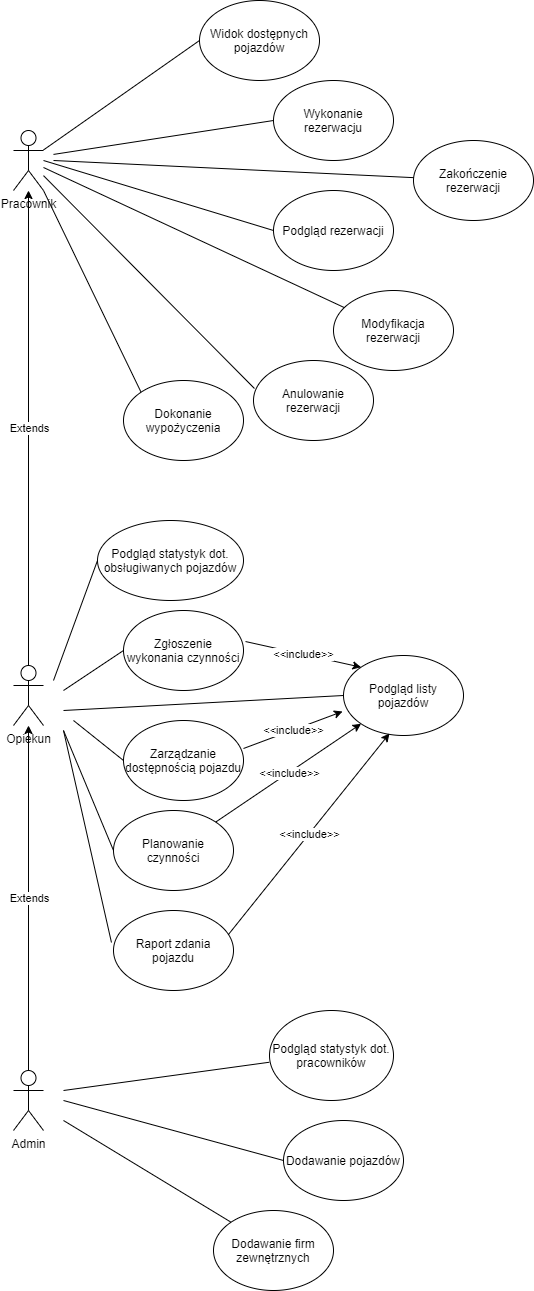 Widok dostępnych
pojazdów
Wykonanie
rezerwacju
Zakończenie
rezerwacji
Pracownik
Podgląd rezerwacji
Modyfikacja
rezerwacji
Anulowanie
rezerwacji
Dokonanie
wypożyczenia
Extends
Podgląd statystyk dot.
obsługiwanych pojazdów
Zgłoszenie
wykonania czynności
<<include>>
Podgląd listy
pojazdów
Opiekun
<<include>>
Zarządzanie
dostępnością pojazdu
<<include>>
Planowanie
czynności
<<include>>
Extends
Raport zdania
pojazdu
Podgląd statystyk dot.
pracowników
Admin
Dodawanie pojazdów
Dodawanie firm
zewnętrznych